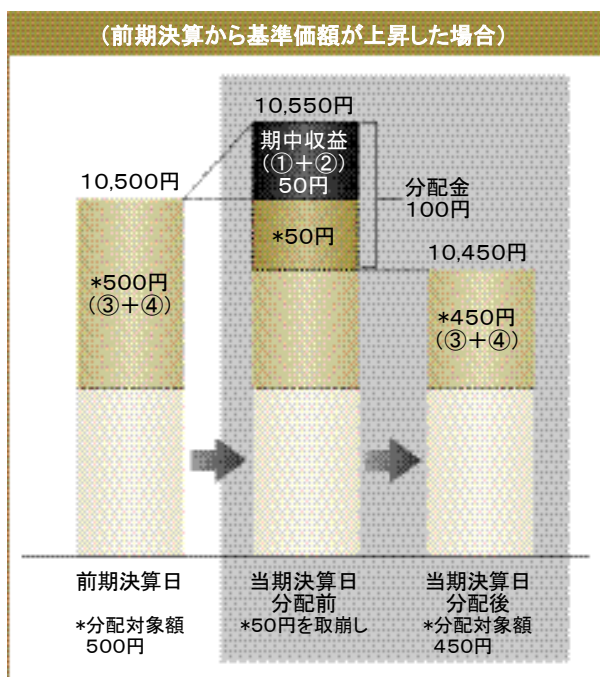 (前期決算から基準価額が上昇した場合)
10,550円
期中収益
(①+②)
50円
10,500円
分配金
100円
*50円
10,450円
*500円
(③+④)
*450円
(③+④)
前期決算日
*分配対象額
500円
当期決算日
分配前
*50円を取崩し
当期決算日
分配後
*分配対象額
450円